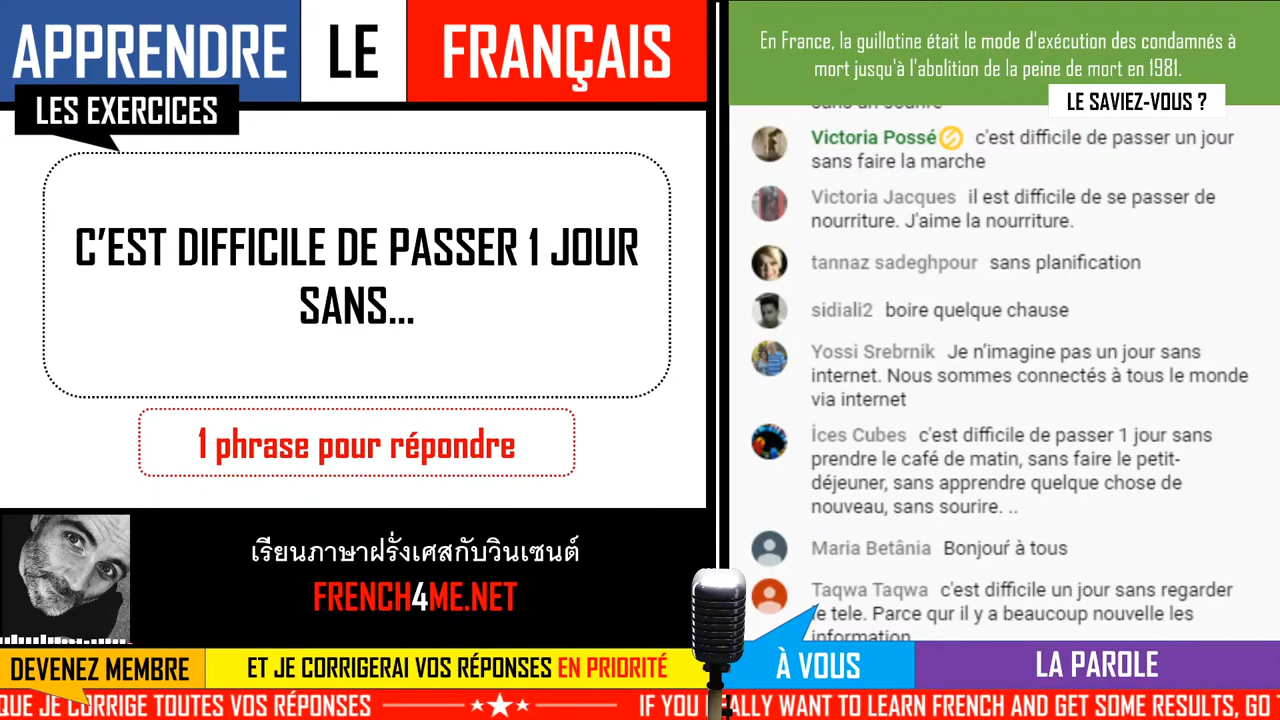 APPRENDRE LE FRANÇAIS
LES EXERCICES
C'EST DIFFICILE DE PASSER 1 JOUR
SANS...
1 phrase pour répondre
เรียนภาษาฝรั่งเศสกับวินเซนต์
FRENCH4ME.NET
DEVENEZ MEMBRE
ET JE CORRIGERAI VOS RÉPONSES EN PRIORITÉ
En France, la guillotine était le mode d'exécution des condamnés à
mort jusqu'à l'abolition de la peine de mort en 1981.
LE SAVIEZ-VOUS ?
sans un sourire
Victoria Possé c'est difficile de passer un jour
sans faire la marche
Victoria Jacques il est difficile de se passer de
nourriture. J'aime la nourriture.
tannaz sadeghpour sans planification
sidiali2 boire quelque chause
Yossi Srebrnik Je n'imagine pas un jour sans
internet. Nous sommes connectés à tous le monde
via internet
İces Cubes c'est difficile de passer 1 jour sans
prendre le café de matin, sans faire le petit-
déjeuner, sans apprendre quelque chose de
nouveau, sans sourire. ..
Maria Betânia Bonjouŕ à tous
Taqwa Taqwa c'est difficile un jour sans regarder
le tele. Parce qur il y a beaucoup nouvelle les
information
À VOUS
LA PAROLE
QUE JE CORRIGE TOUTES VOS RÉPONSES IF YOU REALLY WANT TO LEARN FRENCH AND GET SOME RESULTS, GO